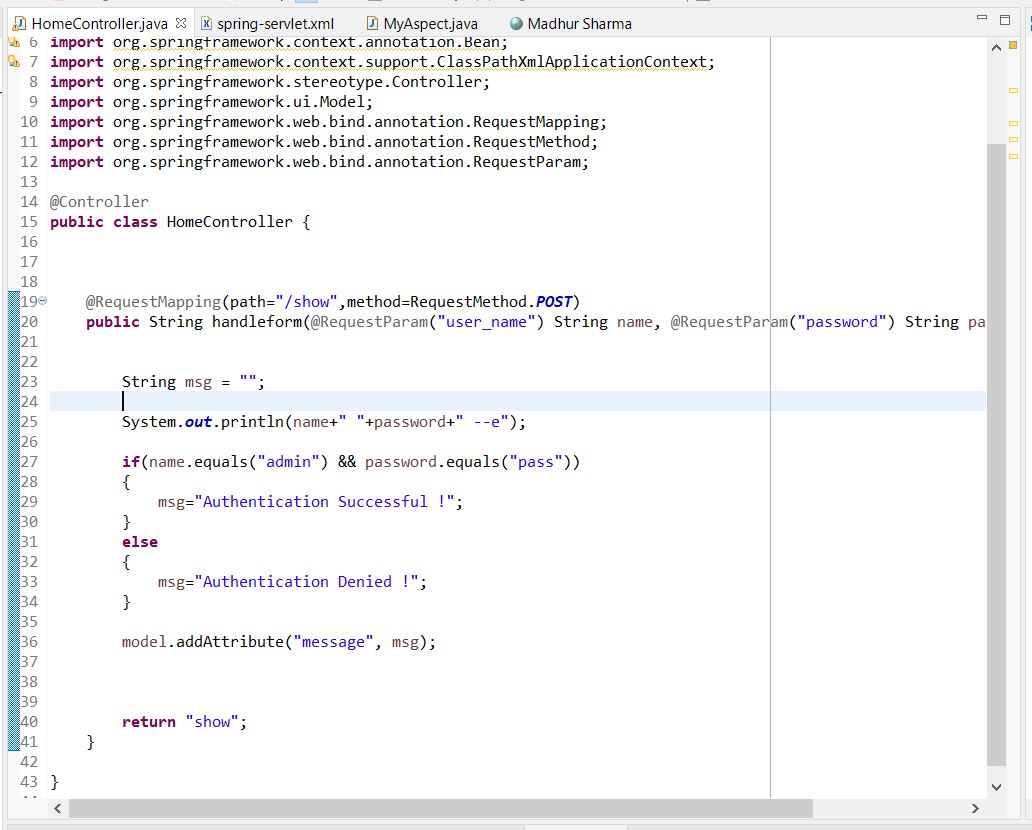 HomeController.java spring-servlet.xml MyAspect.java Madhur Sharma
6 import org.springframework.context.annotation.Bean;
7 import org.springframework.context.support.ClassPathXmlApplicationContext;
8 import org.springframework.stereotype.Controller;
9 import org.springframework.ui.Model;
10 import org.springframework.web.bind.annotation.RequestMapping;
11 import org.springframework.web.bind.annotation.RequestMethod;
12 import org.springframework.web.bind.annotation.RequestParam;
13
14 @Controller
15 public class HomeController {
16
17
18
19 @RequestMapping(path="/show",method=RequestMethod.POST)
20 public String handleform(@RequestParam("user_name") String name, @RequestParam("password") String pa
21
22
23 String msg = "";
24
25 System.out.println(name+" "+password+" --e");
26
27 if(name.equals("admin") && password.equals("pass"))
28 {
29 msg="Authentication Successful !";
30 }
31 else
32 {
33 msg="Authentication Denied !";
34 }
35
36 model.addAttribute("message", msg);
37
38
39
40 return "show";
41 }
42
43 }